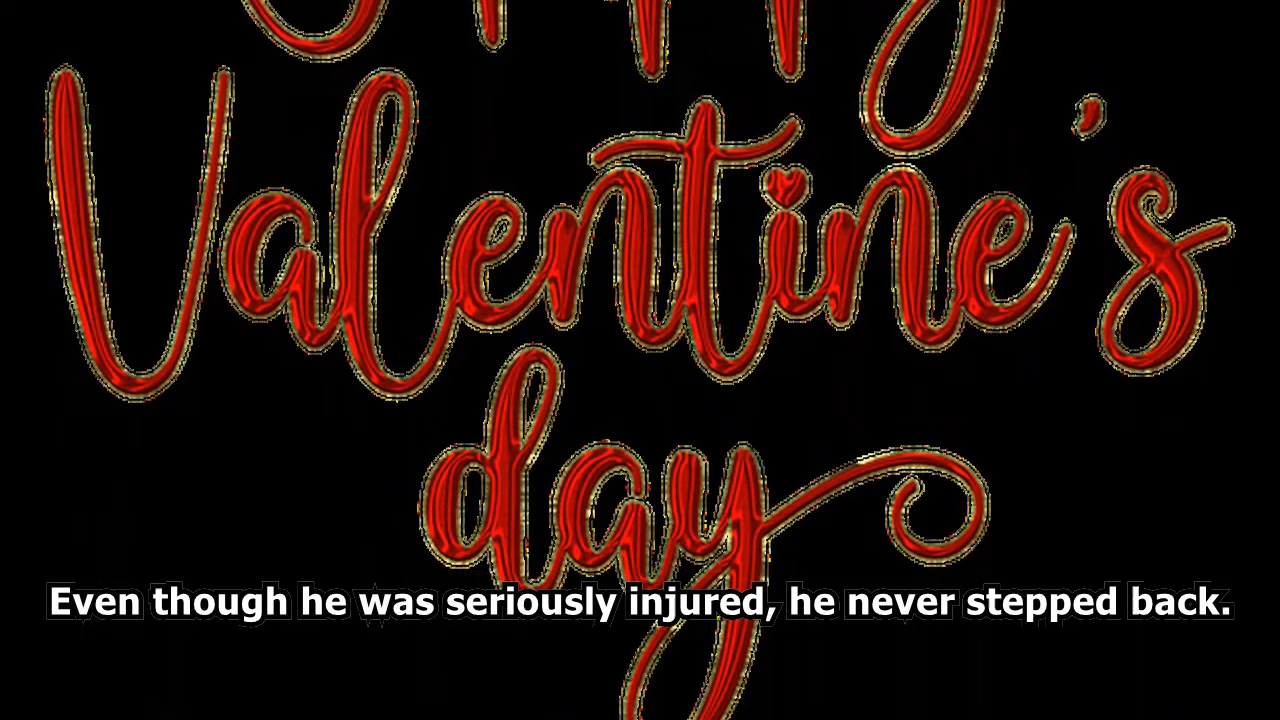 Valentine's
day
Even though he was seriously injured, he never stepped back.